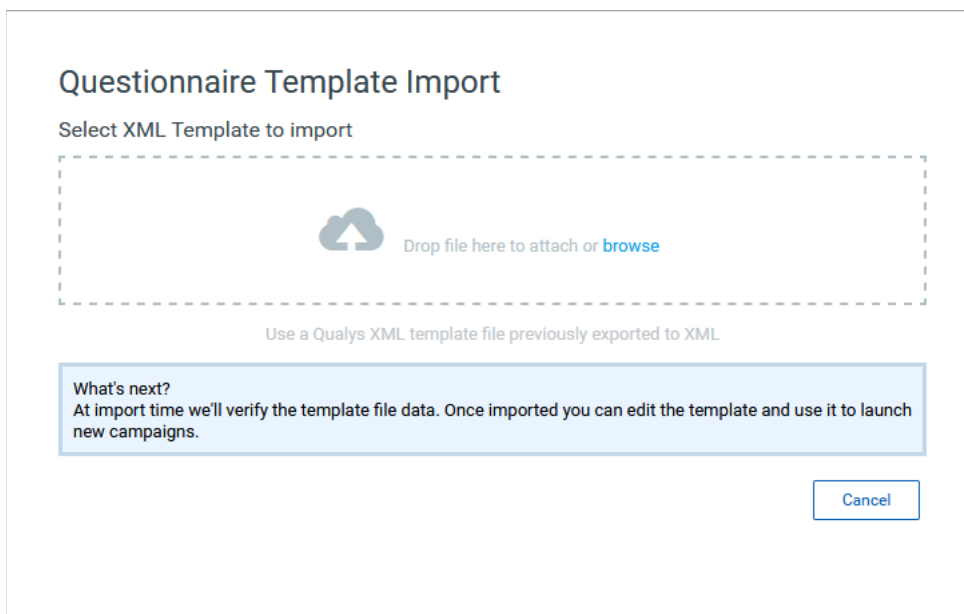 Questionnaire Template Import
Select XML Template to import
Drop file here to attach or browse
Use a Qualys XML template file previously exported to XML
What's next?
At import time we'll verify the template file data. Once imported you can edit the template and use it to launch
new campaigns.
Cancel